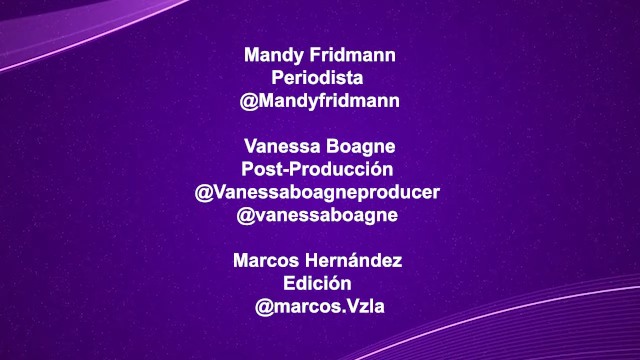 Mandy Fridmann
Periodista
@Mandyfridmann
Vanessa Boagne
Post-Producción
@Vanessaboagneproducer
@vanessaboagne
Marcos Hernández
Edición
@marcos.Vzla